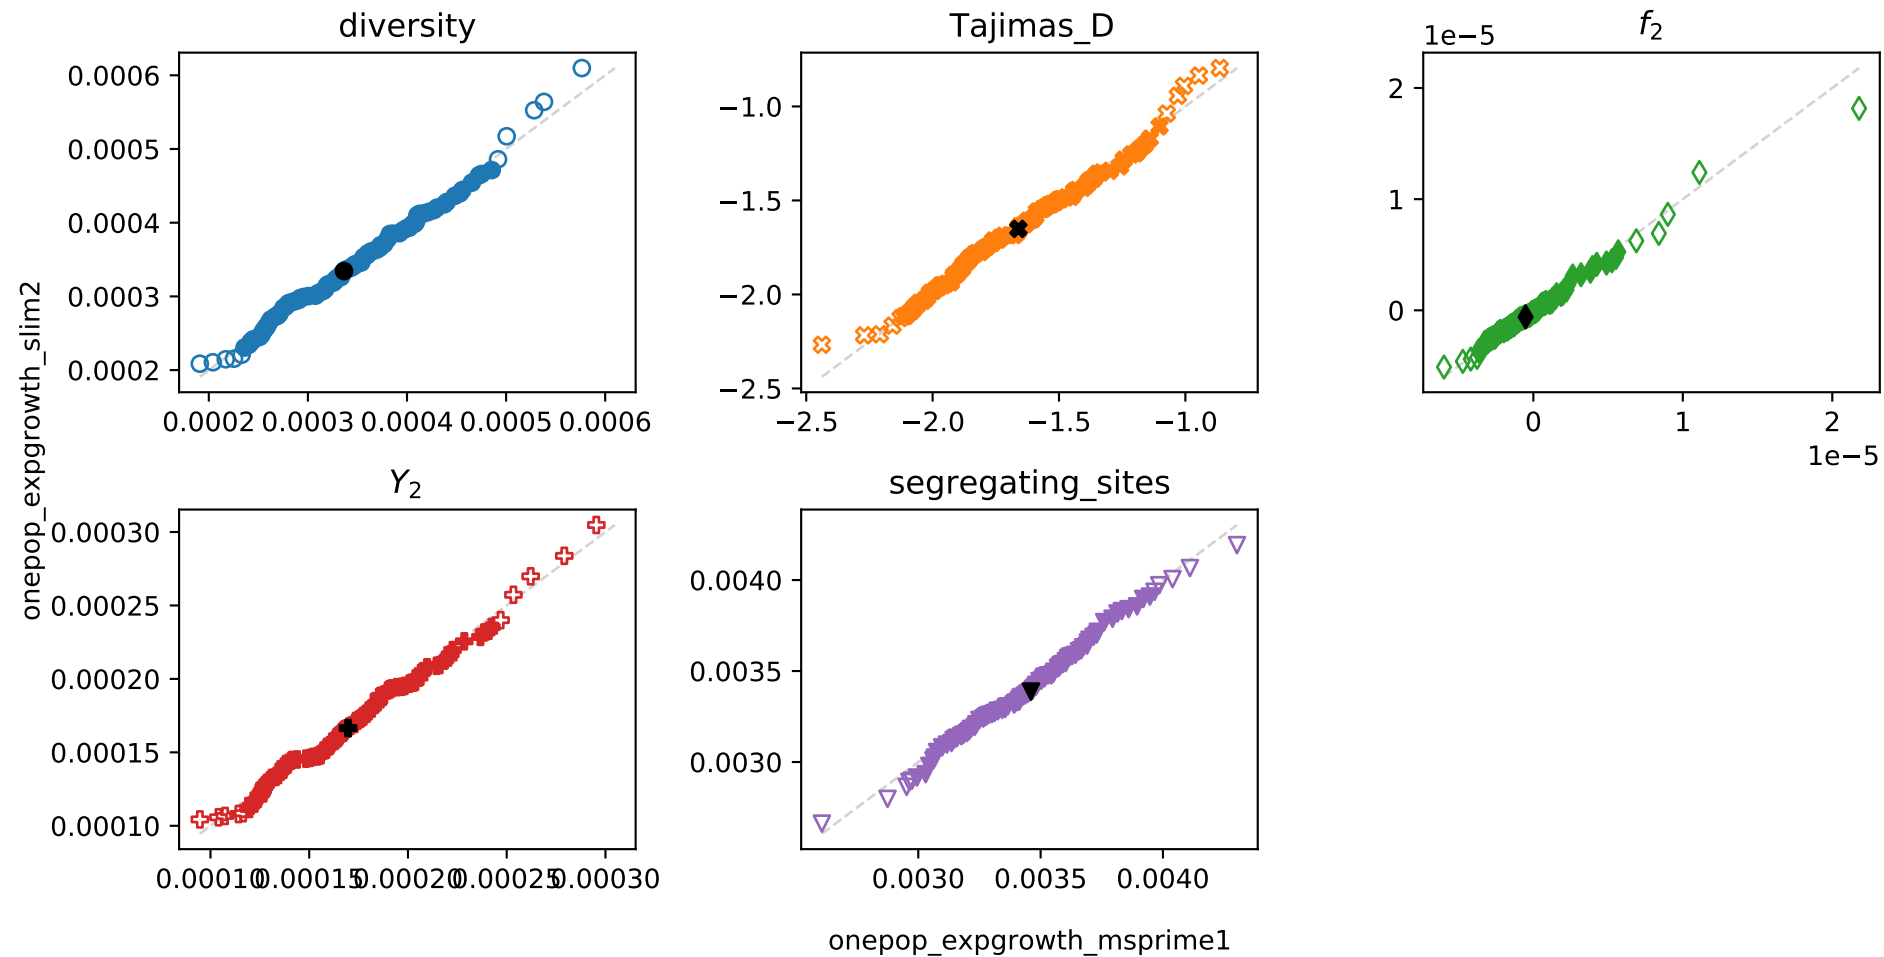 diversity
Tajimas_D
f2
1e−5
0.0006
0.0005
0.0004
0.0003
0.0002
0.0002 0.0003 0.0004 0.0005 0.0006
−1.0
−1.5
−2.0
−2.5
−2.5 −2.0 −1.5 −1.0
2
1
0
0 1 2
1e−5
onepop_expgrowth_slim2
Y2
segregating_sites
0.00030
0.00025
0.00020
0.00015
0.00010
0.00010 0.00015 0.00020 0.00025 0.00030
0.0040
0.0035
0.0030
0.0030 0.0035 0.0040
onepop_expgrowth_msprime1